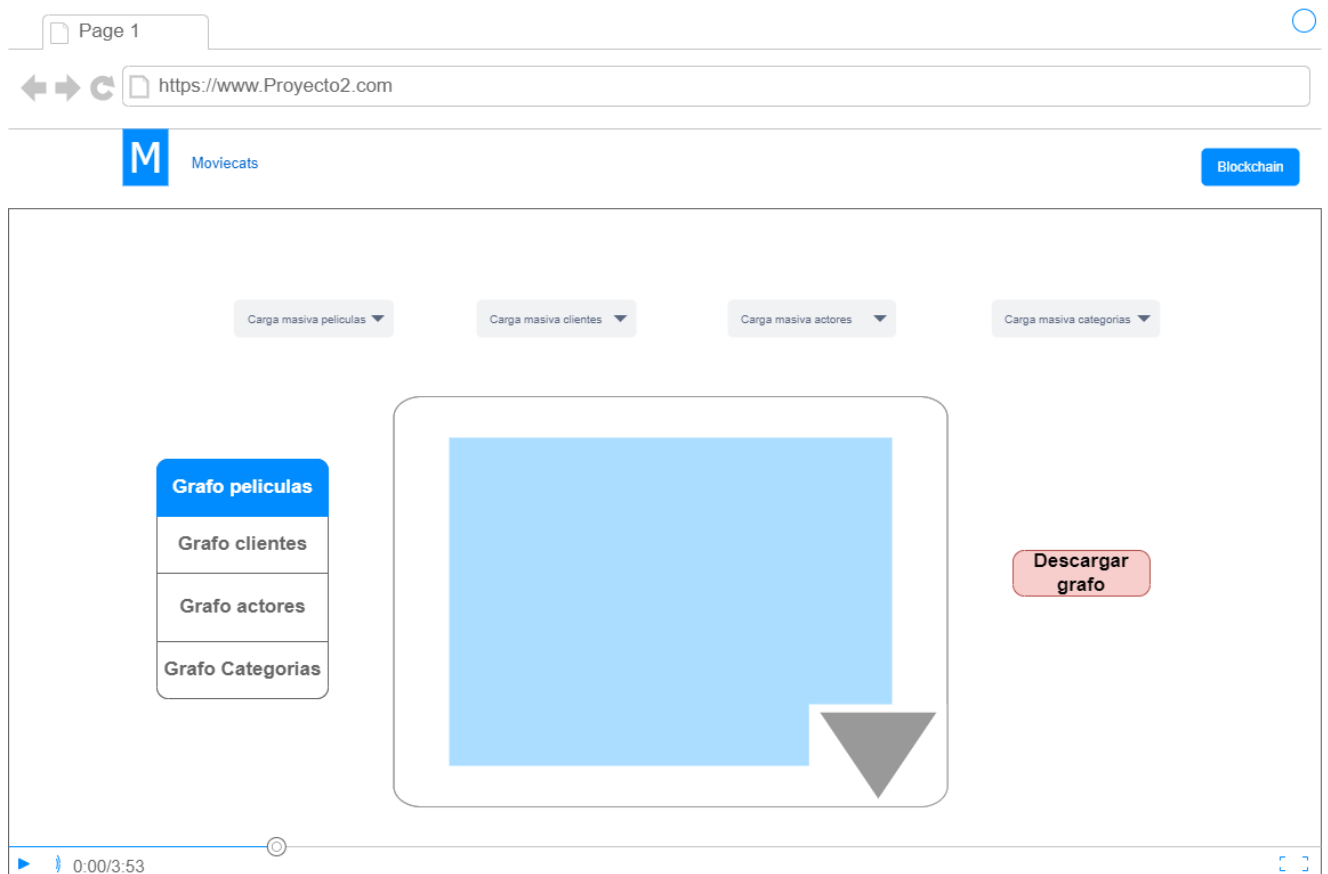 Page 1
https://www.Proyecto2.com
M
Moviecats
Blockchain
Carga masiva peliculas
Carga masiva clientes
Carga masiva actores
Carga masiva categorias
Grafo peliculas
Grafo clientes
Grafo actores
Grafo Categorias
Descargar
grafo
0:00/3:53